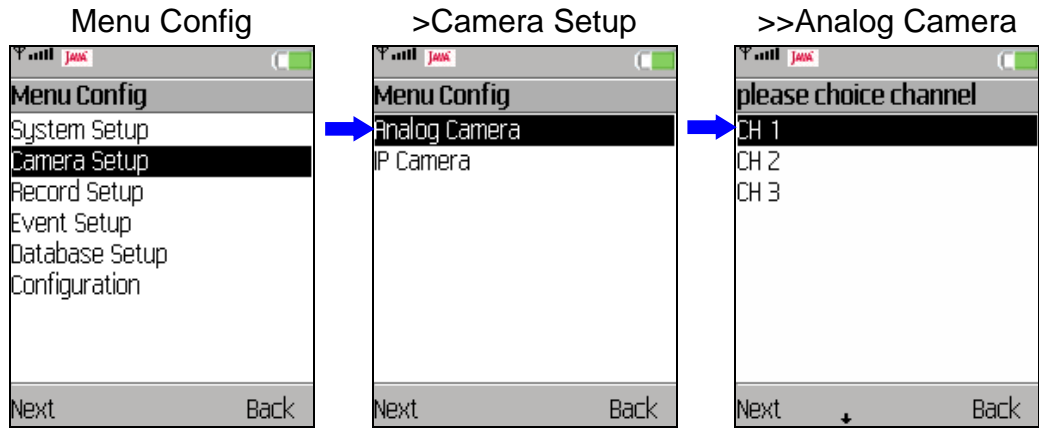 Menu Config
>Camera Setup
>>Analog Camera
JAVA
Menu Config
System Setup
Camera Setup
Record Setup
Event Setup
Database Setup
Configuration
Next Back
JAVA
Menu Config
Analog Camera
IP Camera
Next Back
JAVA
please choice channel
CH 1
CH 2
CH 3
Next Back